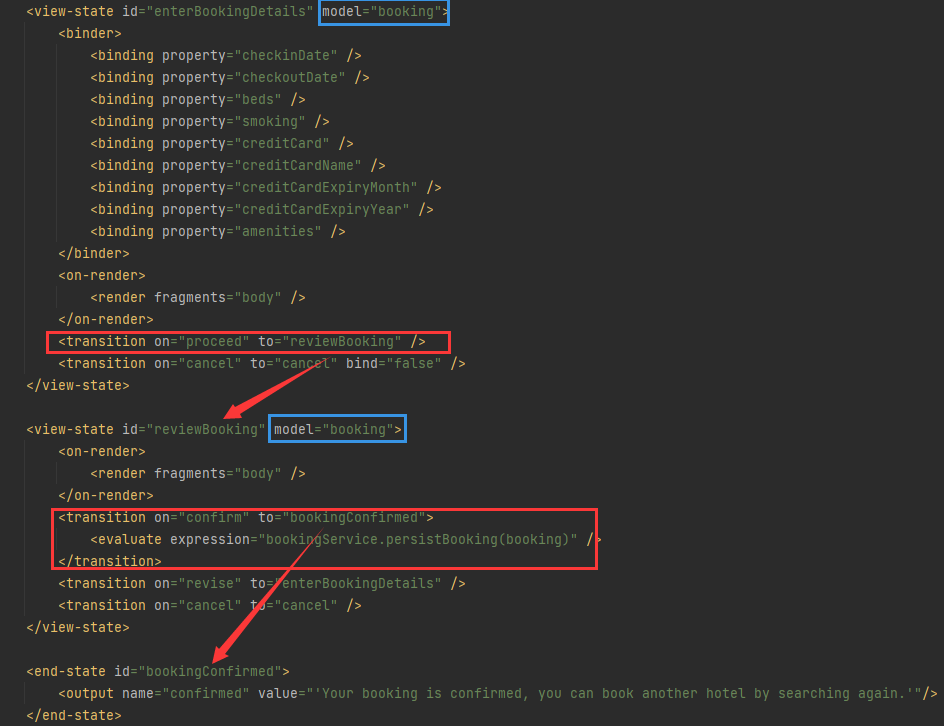 <view-state id="enterBookingDetails" model="booking">
<binder>
<binding property="checkinDate" />
<binding property="checkoutDate" />
<binding property="beds" />
<binding property="smoking" />
<binding property="creditCard" />
<binding property="creditCardName" />
<binding property="creditCardExpiryMonth" />
<binding property="creditCardExpiryYear" />
<binding property="amenities" />
</binder>
<on-render>
<render fragments="body" />
</on-render>
<transition on="proceed" to="reviewBooking" />
<transition on="cancel" to="cancel" bind="false" />
</view-state>
<view-state id="reviewBooking" model="booking">
<on-render>
<render fragments="body" />
</on-render>
<transition on="confirm" to="bookingConfirmed">
<evaluate expression="bookingService.persistBooking(booking)" />
</transition>
<transition on="revise" to="enterBookingDetails" />
<transition on="cancel" to="cancel" />
</view-state>
<end-state id="bookingConfirmed">
<output name="confirmed" value="'Your booking is confirmed, you can book another hotel by searching again.'"/>
</end-state>